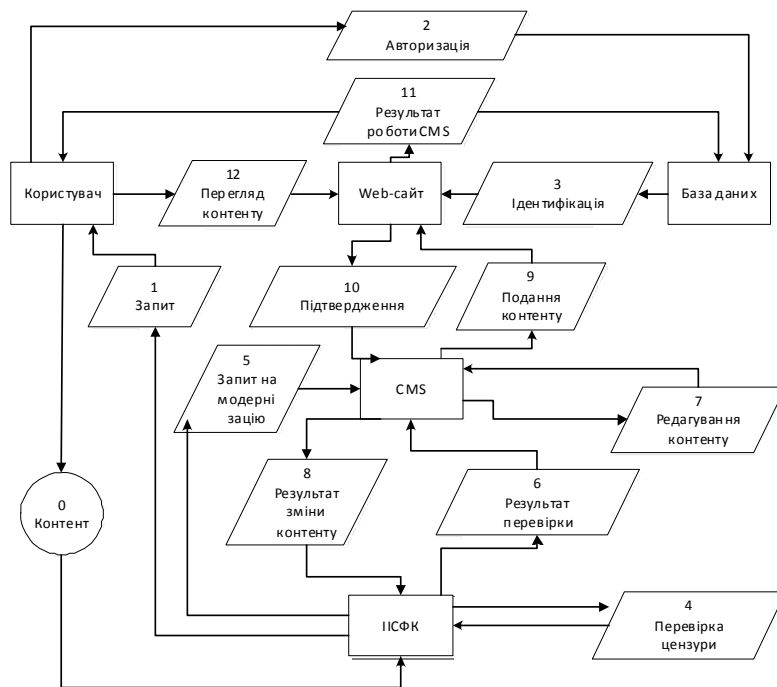 2
Авторизація
11
Результат
роботи CMS
Користувач
12
Перегляд
контенту
Web-сайт
3
Ідентифікація
База даних
1
Запит
10
Підтвердження
9
Подання
контенту
5
Запит на
модерні
зацію
CMS
7
Редагування
контенту
8
Результат
зміни
контенту
6
Результат
перевірки
0
Контент
ІІСФК
4
Перевірка
цензури